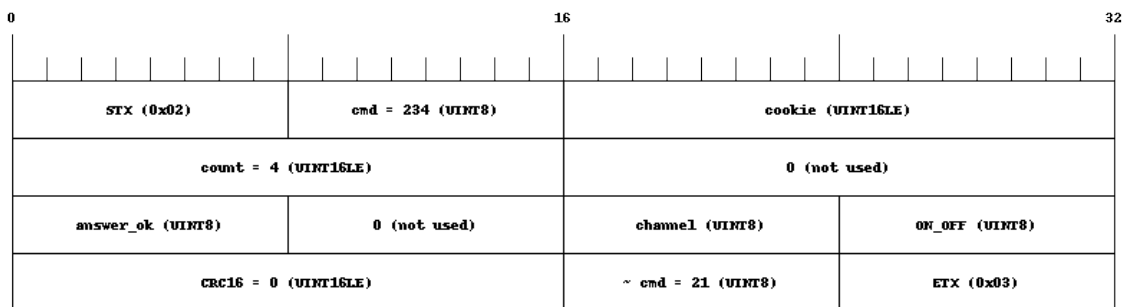 0 16 32
STX (0x02) cmd = 234 (UINT8) cookie (UINT16LE)
count = 4 (UINT16LE) 0 (not used)
answer_ok (UINT8) 0 (not used) channel (UINT8) ON_OFF (UINT8)
CRC16 = 0 (UINT16LE) ~ cmd = 21 (UINT8) ETX (0x03)